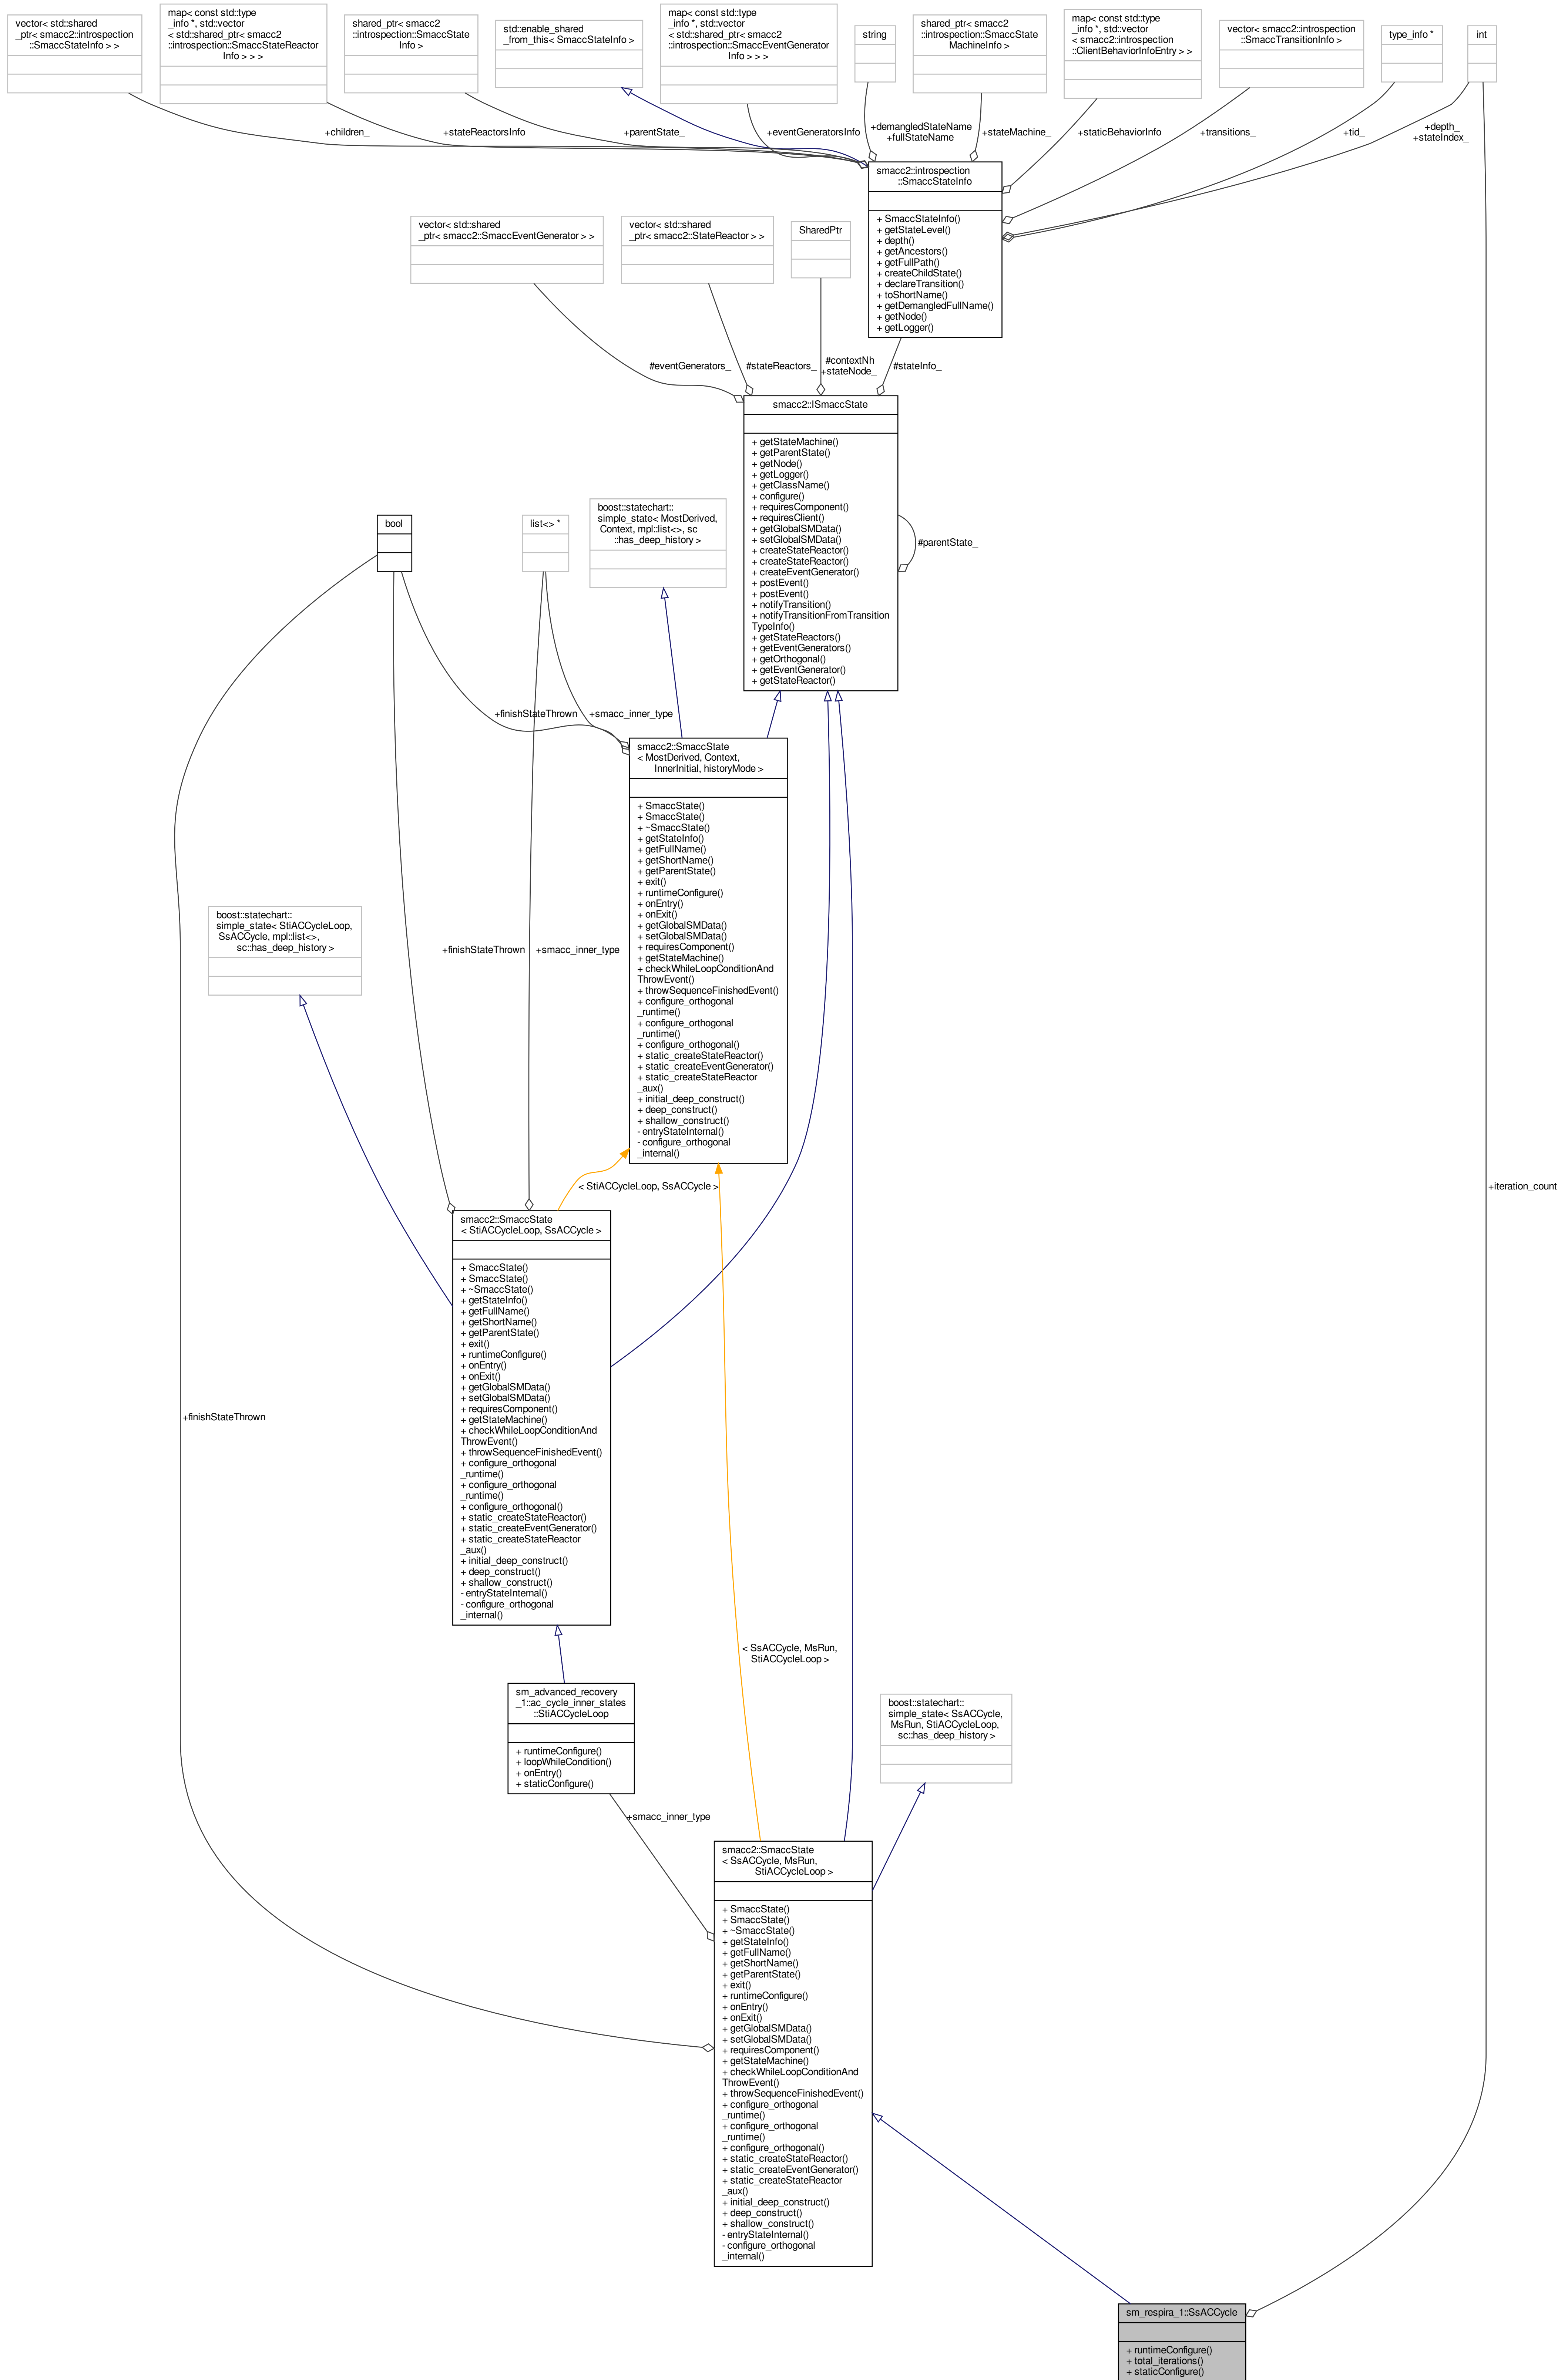 vector< std::shared
_ptr< smacc2::introspection
::SmaccStateInfo > >
map< const std::type
_info *, std::vector
< std::shared_ptr< smacc2
::introspection::SmaccStateReactor
Info > > >
shared_ptr< smacc2
::introspection::SmaccState
Info >
std::enable_shared
_from_this< SmaccStateInfo >
map< const std::type
_info *, std::vector
< std::shared_ptr< smacc2
::introspection::SmaccEventGenerator
Info > > >
string
shared_ptr< smacc2
::introspection::SmaccState
MachineInfo >
map< const std::type
_info *, std::vector
< smacc2::introspection
::ClientBehaviorInfoEntry > >
vector< smacc2::introspection
::SmaccTransitionInfo >
type_info *
int
+children_
+stateReactorsInfo
+parentState_
+eventGeneratorsInfo
+demangledStateName
+fullStateName
+stateMachine_
+staticBehaviorInfo
+transitions_
+tid_
+depth_
+stateIndex_
smacc2::introspection
::SmaccStateInfo
+ SmaccStateInfo()
+ getStateLevel()
+ depth()
+ getAncestors()
+ getFullPath()
+ createChildState()
+ declareTransition()
+ toShortName()
+ getDemangledFullName()
+ getNode()
+ getLogger()
vector< std::shared
_ptr< smacc2::SmaccEventGenerator > >
vector< std::shared
_ptr< smacc2::StateReactor > >
SharedPtr
#eventGenerators_
#stateReactors_
#contextNh
+stateNode_
#stateInfo_
smacc2::ISmaccState
+ getStateMachine()
+ getParentState()
+ getNode()
+ getLogger()
+ getClassName()
+ configure()
+ requiresComponent()
+ requiresClient()
+ getGlobalSMData()
+ setGlobalSMData()
+ createStateReactor()
+ createStateReactor()
+ createEventGenerator()
+ postEvent()
+ postEvent()
+ notifyTransition()
+ notifyTransitionFromTransition
TypeInfo()
+ getStateReactors()
+ getEventGenerators()
+ getOrthogonal()
+ getEventGenerator()
+ getStateReactor()
#parentState_
bool
list<> *
boost::statechart::
simple_state< MostDerived,
Context, mpl::list<>, sc
::has_deep_history >
+finishStateThrown
+smacc_inner_type
smacc2::SmaccState
< MostDerived, Context,
InnerInitial, historyMode >
+ SmaccState()
+ SmaccState()
+ ~SmaccState()
+ getStateInfo()
+ getFullName()
+ getShortName()
+ getParentState()
+ exit()
+ runtimeConfigure()
+ onEntry()
+ onExit()
+ getGlobalSMData()
+ setGlobalSMData()
+ requiresComponent()
+ getStateMachine()
+ checkWhileLoopConditionAnd
ThrowEvent()
+ throwSequenceFinishedEvent()
+ configure_orthogonal
_runtime()
+ configure_orthogonal
_runtime()
+ configure_orthogonal()
+ static_createStateReactor()
+ static_createEventGenerator()
+ static_createStateReactor
_aux()
+ initial_deep_construct()
+ deep_construct()
+ shallow_construct()
- entryStateInternal()
- configure_orthogonal
_internal()
boost::statechart::
simple_state< StiACCycleLoop,
SsACCycle, mpl::list<>,
sc::has_deep_history >
+finishStateThrown
+smacc_inner_type
< StiACCycleLoop, SsACCycle >
+iteration_count
smacc2::SmaccState
< StiACCycleLoop, SsACCycle >
+ SmaccState()
+ SmaccState()
+ ~SmaccState()
+ getStateInfo()
+ getFullName()
+ getShortName()
+ getParentState()
+ exit()
+ runtimeConfigure()
+ onEntry()
+ onExit()
+ getGlobalSMData()
+ setGlobalSMData()
+ requiresComponent()
+ getStateMachine()
+ checkWhileLoopConditionAnd
ThrowEvent()
+ throwSequenceFinishedEvent()
+ configure_orthogonal
_runtime()
+ configure_orthogonal
_runtime()
+ configure_orthogonal()
+ static_createStateReactor()
+ static_createEventGenerator()
+ static_createStateReactor
_aux()
+ initial_deep_construct()
+ deep_construct()
+ shallow_construct()
- entryStateInternal()
- configure_orthogonal
_internal()
+finishStateThrown
< SsACCycle, MsRun,
StiACCycleLoop >
sm_advanced_recovery
_1::ac_cycle_inner_states
::StiACCycleLoop
+ runtimeConfigure()
+ loopWhileCondition()
+ onEntry()
+ staticConfigure()
boost::statechart::
simple_state< SsACCycle,
MsRun, StiACCycleLoop,
sc::has_deep_history >
+smacc_inner_type
smacc2::SmaccState
< SsACCycle, MsRun,
StiACCycleLoop >
+ SmaccState()
+ SmaccState()
+ ~SmaccState()
+ getStateInfo()
+ getFullName()
+ getShortName()
+ getParentState()
+ exit()
+ runtimeConfigure()
+ onEntry()
+ onExit()
+ getGlobalSMData()
+ setGlobalSMData()
+ requiresComponent()
+ getStateMachine()
+ checkWhileLoopConditionAnd
ThrowEvent()
+ throwSequenceFinishedEvent()
+ configure_orthogonal
_runtime()
+ configure_orthogonal
_runtime()
+ configure_orthogonal()
+ static_createStateReactor()
+ static_createEventGenerator()
+ static_createStateReactor
_aux()
+ initial_deep_construct()
+ deep_construct()
+ shallow_construct()
- entryStateInternal()
- configure_orthogonal
_internal()
sm_respira_1::SsACCycle
+ runtimeConfigure()
+ total_iterations()
+ staticConfigure()